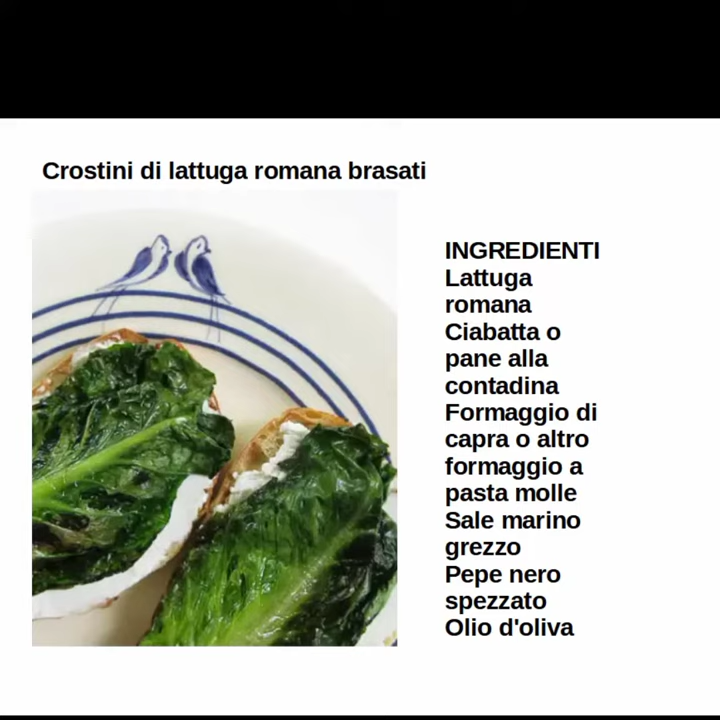 Crostini di lattuga romana brasati
INGREDIENTI
Lattuga
romana
Ciabatta o
pane alla
contadina
Formaggio di
capra o altro
formaggio a
pasta molle
Sale marino
grezzo
Pepe nero
spezzato
Olio d'oliva